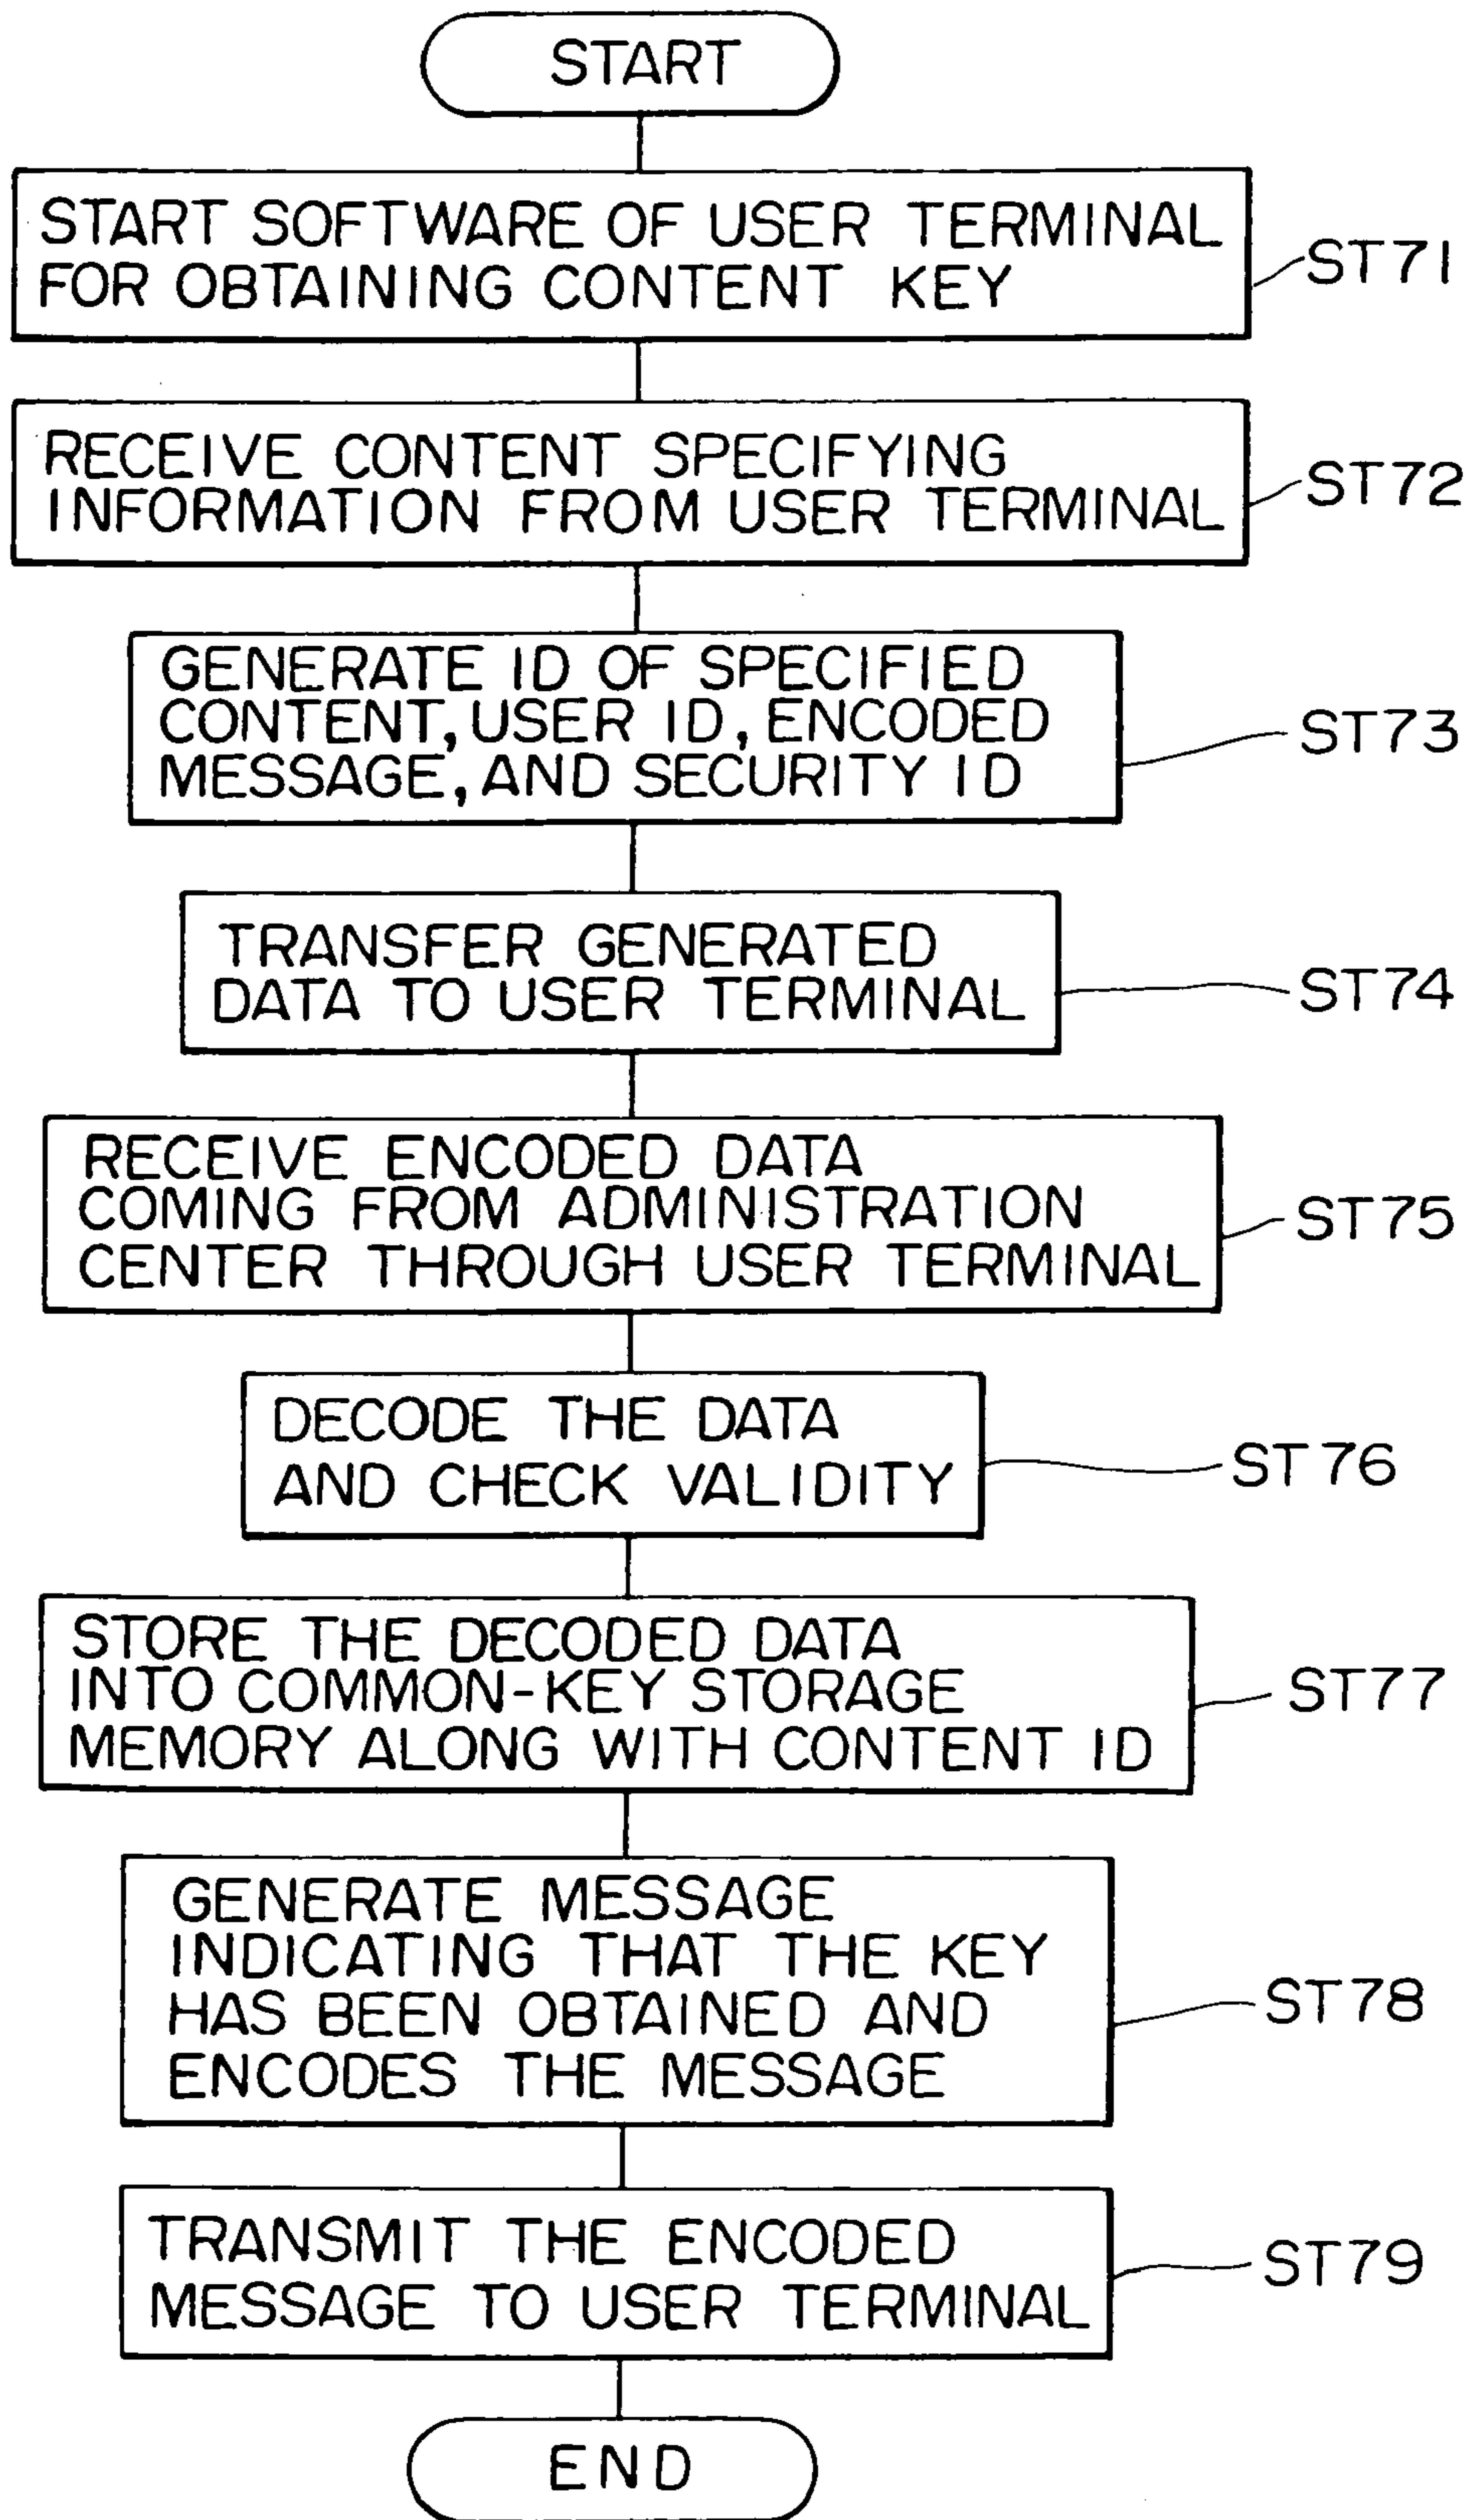 START
START SOFTWARE OF USER TERMINAL
FOR OBTAINING CONTENT KEY
ST71
RECEIVE CONTENT SPECIFYING
INFORMATION FROM USER TERMINAL
ST72
GENERATE ID OF SPECIFIED
CONTENT, USER ID, ENCODED
MESSAGE, AND SECURITY ID
ST73
TRANSFER GENERATED
DATA TO USER TERMINAL
ST74
RECEIVE ENCODED DATA
COMING FROM ADMINISTRATION
CENTER THROUGH USER TERMINAL
ST75
DECODE THE DATA
AND CHECK VALIDITY
ST76
STORE THE DECODED DATA
INTO COMMON-KEY STORAGE
MEMORY ALONG WITH CONTENT ID
ST77
GENERATE MESSAGE
INDICATING THAT THE KEY
HAS BEEN OBTAINED AND
ENCODES THE MESSAGE
ST78
TRANSMIT THE ENCODED
MESSAGE TO USER TERMINAL
ST79
END